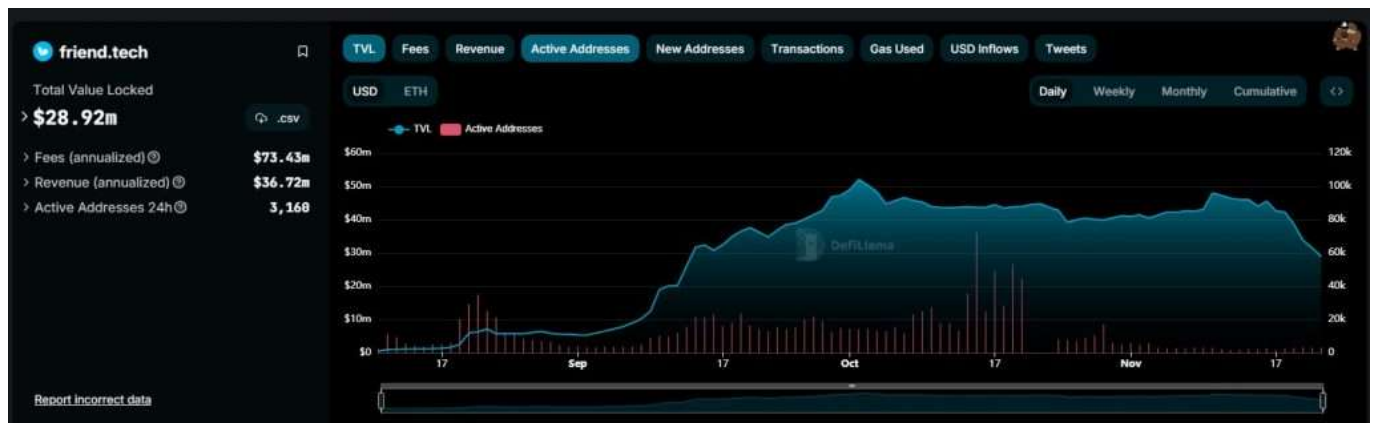 friend.tech
Total Value Locked
$28.92m
.csv
Fees (annualized)
$73.43m
Revenue (annualized)
$36.72m
Active Addresses 24h
3,160
Report incorrect data
TVL Fees Revenue Active Addresses New Addresses Transactions Gas Used USD Inflows Tweets
USD ETH
Daily Weekly Monthly Cumulative
TVL Active Addresses
$60m 120k
$50m 100k
$40m 80k
DefiLlama
$30m 60k
$20m 40k
$10m 20k
$0 0
17 Sep 17 Oct 17 Nov 17